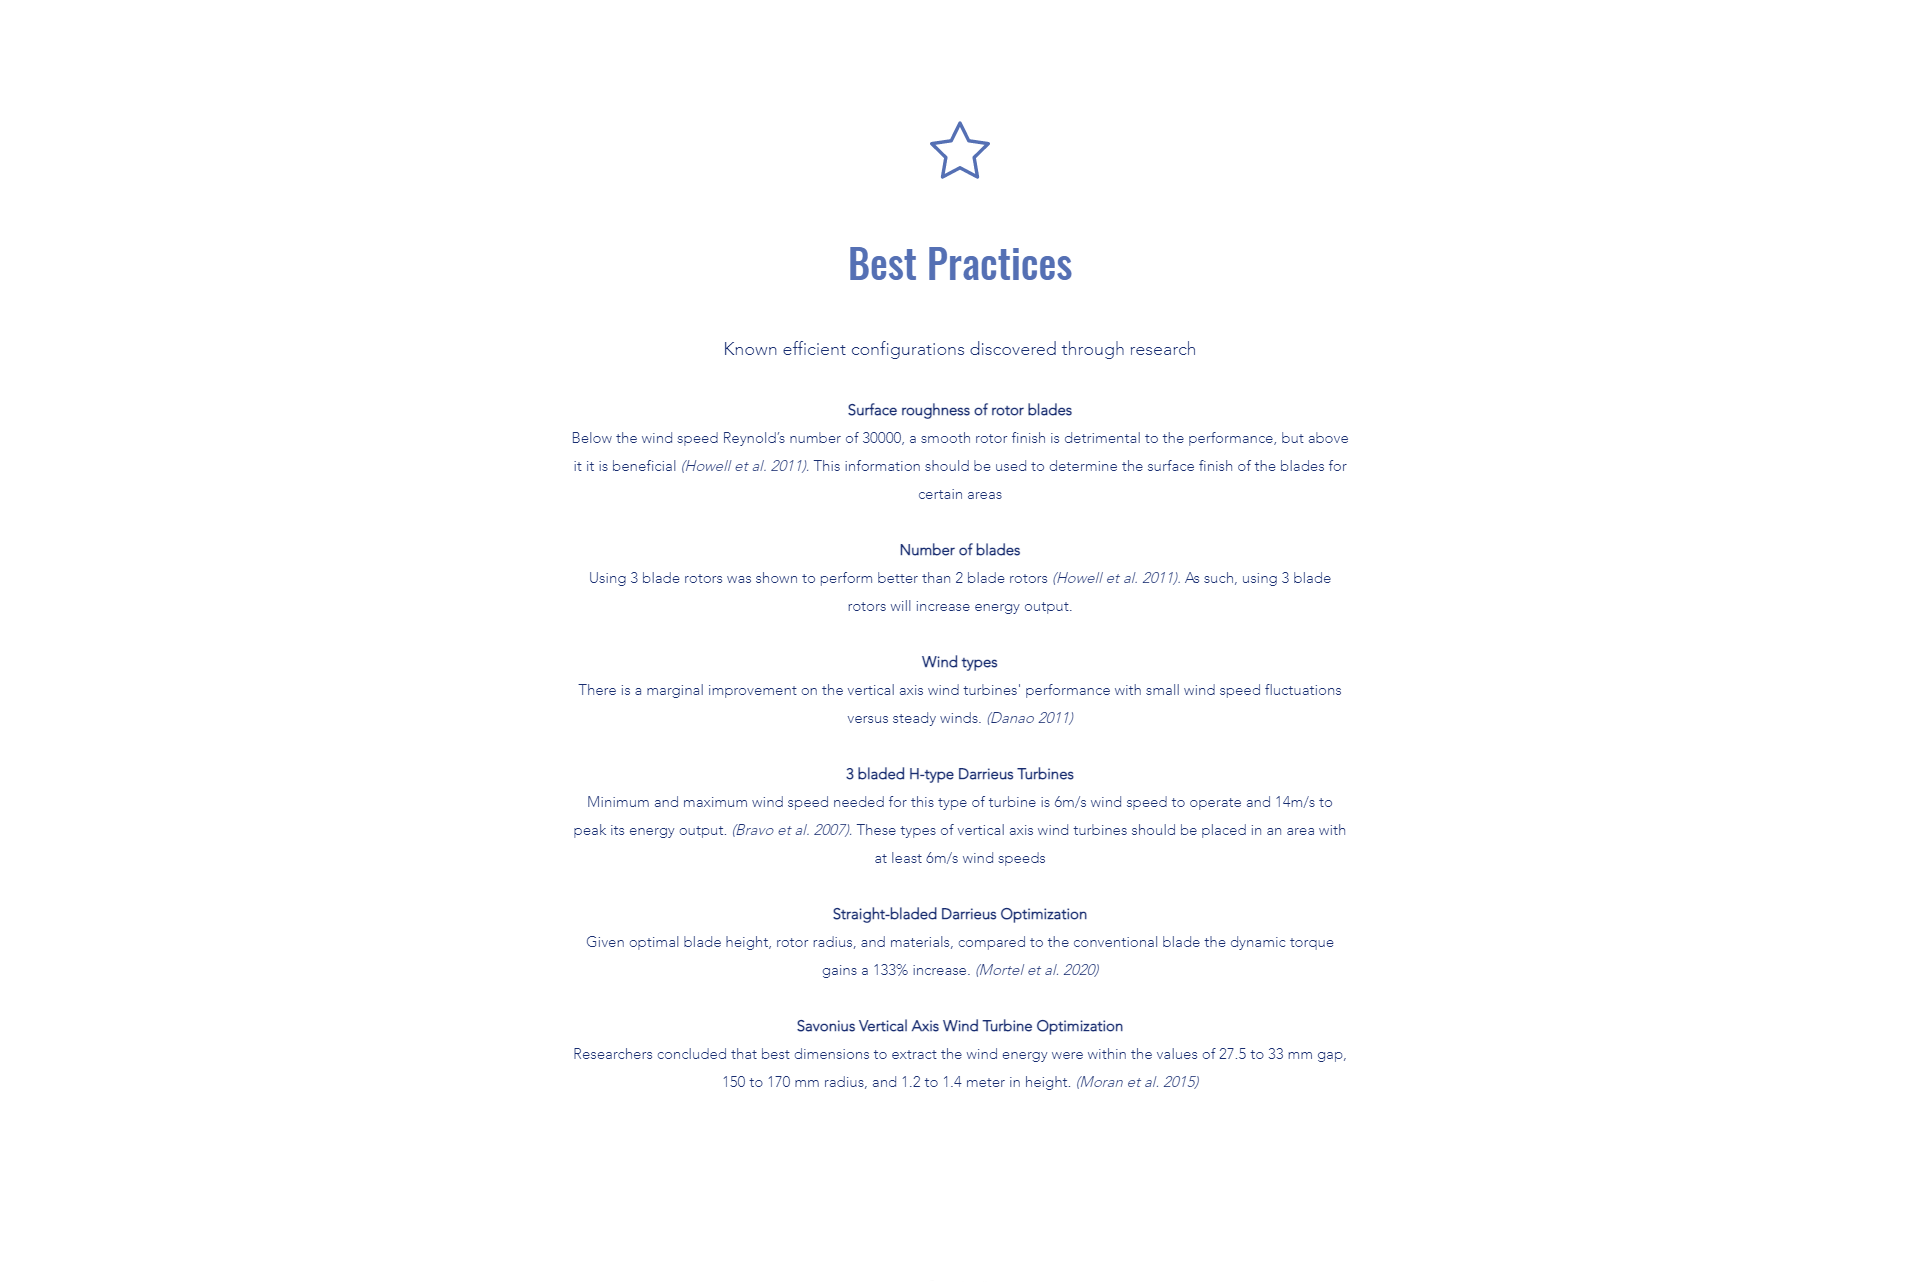 Best Practices
Known efficient configurations discovered through research
Surface roughness of rotor blades
Below the wind speed Reynold’s number of 30000, a smooth rotor finish is detrimental to the performance, but above
it it is beneficial (Howell et al. 2011). This information should be used to determine the surface finish of the blades for
certain areas
Number of blades
Using 3 blade rotors was shown to perform better than 2 blade rotors (Howell et al. 2011). As such, using 3 blade
rotors will increase energy output.
Wind types
There is a marginal improvement on the vertical axis wind turbines' performance with small wind speed fluctuations
versus steady winds. (Danao 2011)
3 bladed H-type Darrieus Turbines
Minimum and maximum wind speed needed for this type of turbine is 6m/s wind speed to operate and 14m/s to
peak its energy output. (Bravo et al. 2007). These types of vertical axis wind turbines should be placed in an area with
at least 6m/s wind speeds
Straight-bladed Darrieus Optimization
Given optimal blade height, rotor radius, and materials, compared to the conventional blade the dynamic torque
gains a 133% increase. (Mortel et al. 2020)
Savonius Vertical Axis Wind Turbine Optimization
Researchers concluded that best dimensions to extract the wind energy were within the values of 27.5 to 33 mm gap,
150 to 170 mm radius, and 1.2 to 1.4 meter in height. (Moran et al. 2015)